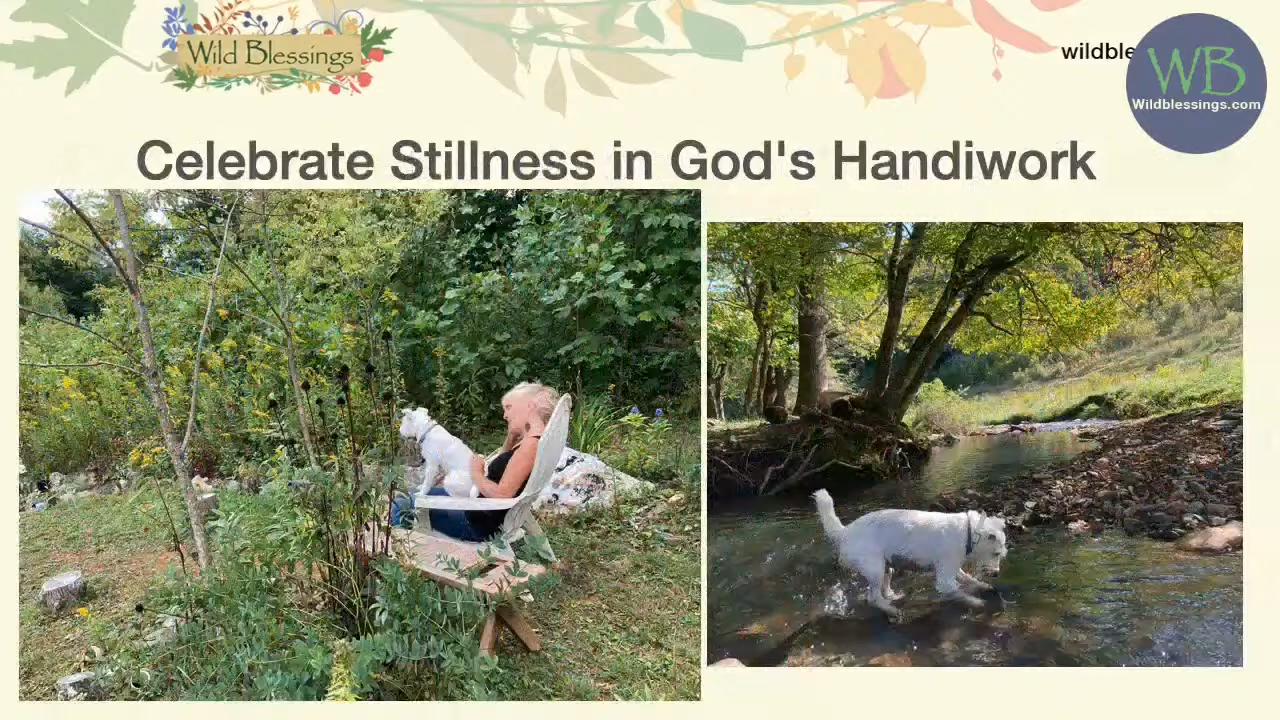 Wild Blessings
wildble
WB
Wildblessings.com
Celebrate Stillness in God's Handiwork